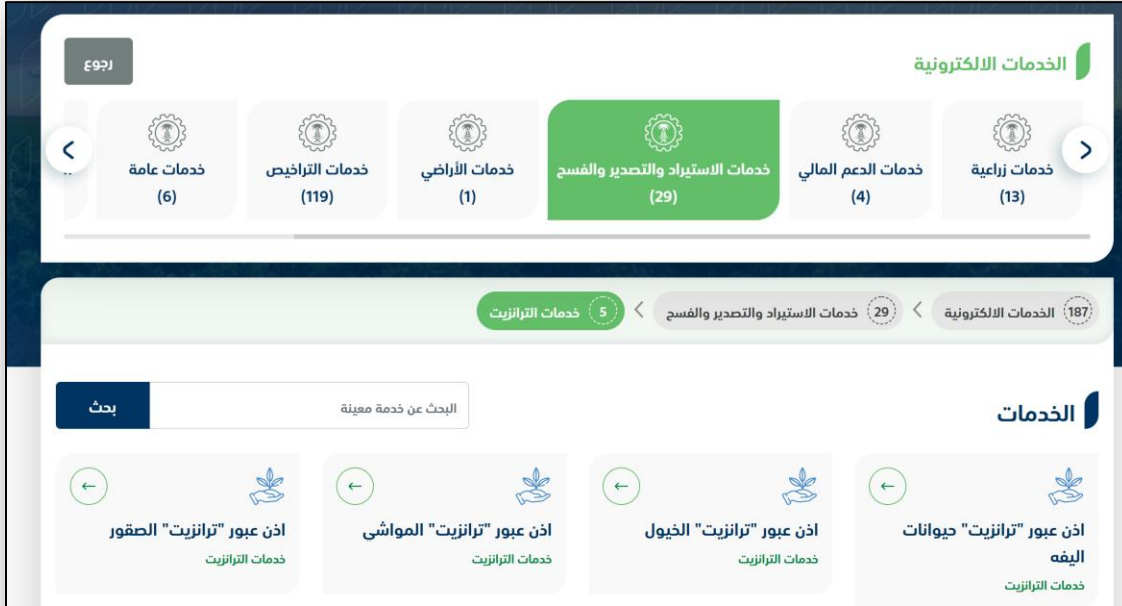 الخدمات الالكترونية
رجوع
خدمات زراعية
(13)
خدمات الدعم المالي
(4)
خدمات الاستيراد والتصدير والفسح
(29)
خدمات الأراضي
(1)
خدمات التراخيص
(119)
خدمات عامة
(6)
187 الخدمات الالكترونية
29 خدمات الاستيراد والتصدير والفسح
5 خدمات الترانزيت
الخدمات
البحث عن خدمة معينة
بحث
اذن عبور "ترانزيت" حيوانات
اليفه
خدمات الترانزيت
اذن عبور "ترانزيت" الخيول
خدمات الترانزيت
اذن عبور "ترانزيت" المواشي
خدمات الترانزيت
اذن عبور "ترانزيت" الصقور
خدمات الترانزيت